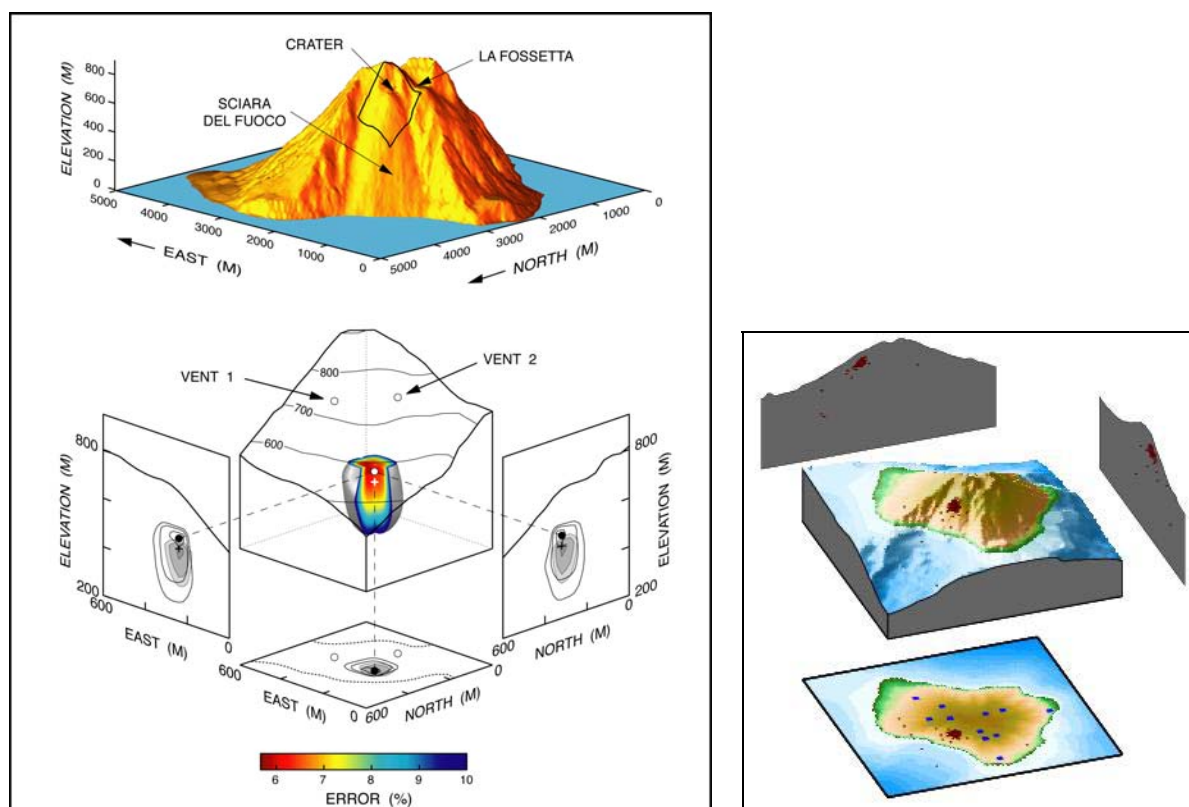 CRATER
LA FOSSETTA
SCIARA
DEL FUOCO
ELEVATION (M)
800
600
400
200
0
5000
4000
3000
2000
1000
0
EAST (M)
5000
4000
3000
2000
1000
0
NORTH (M)
VENT 1
VENT 2
800
700
600
ELEVATION (M)
800
200
600
0
EAST (M)
800
200
ELEVATION (M)
600
0
NORTH (M)
600
0
EAST (M)
0
600
NORTH (M)
6
7
8
9
10
ERROR (%)